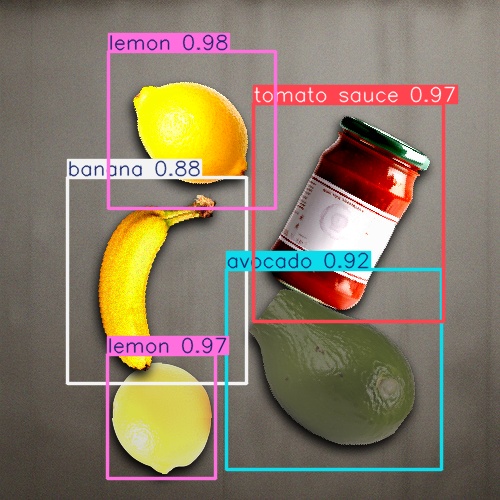 lemon 0.98
tomato sauce 0.97
banana 0.88
avocado 0.92
lemon 0.97